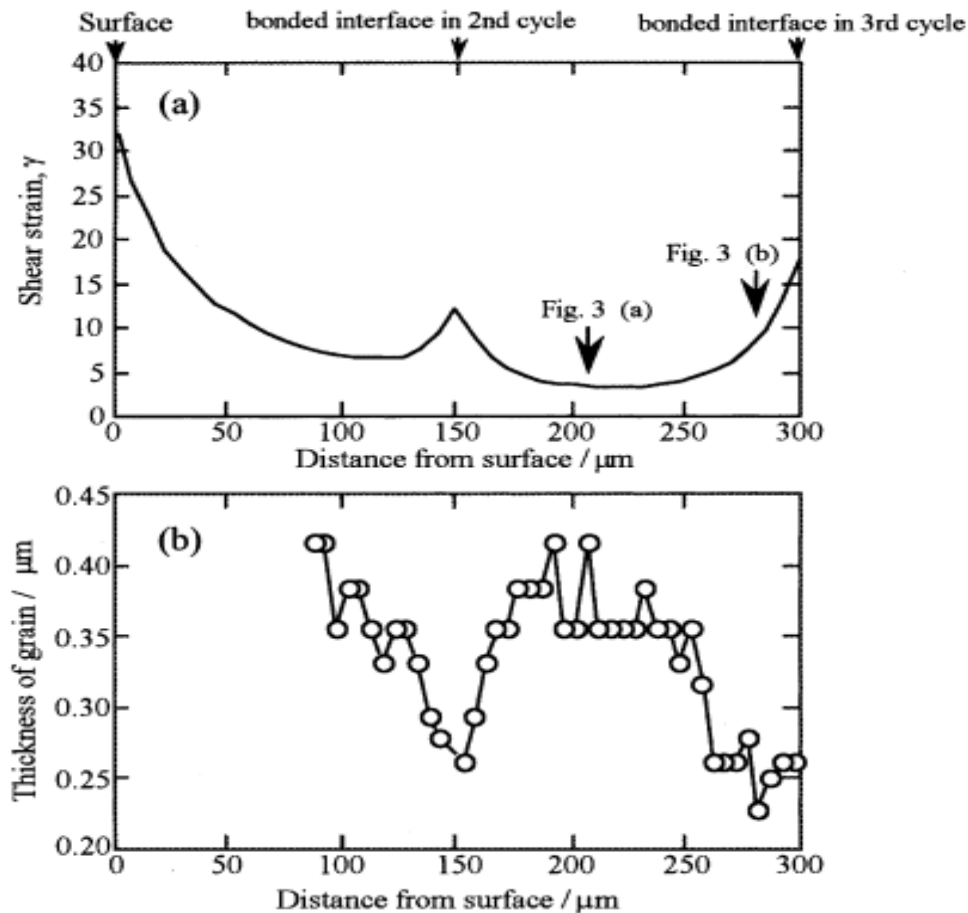 Surface
bonded interface in 2nd cycle
bonded interface in 3rd cycle
40
35
30
25
20
15
10
5
0
(a)
Shear strain, γ
Fig. 3 (a)
Fig. 3 (b)
0 50 100 150 200 250 300
Distance from surface / μm
0.45
0.40
0.35
0.30
0.25
0.20
(b)
Thickness of grain / μm
0 50 100 150 200 250 300
Distance from surface / μm